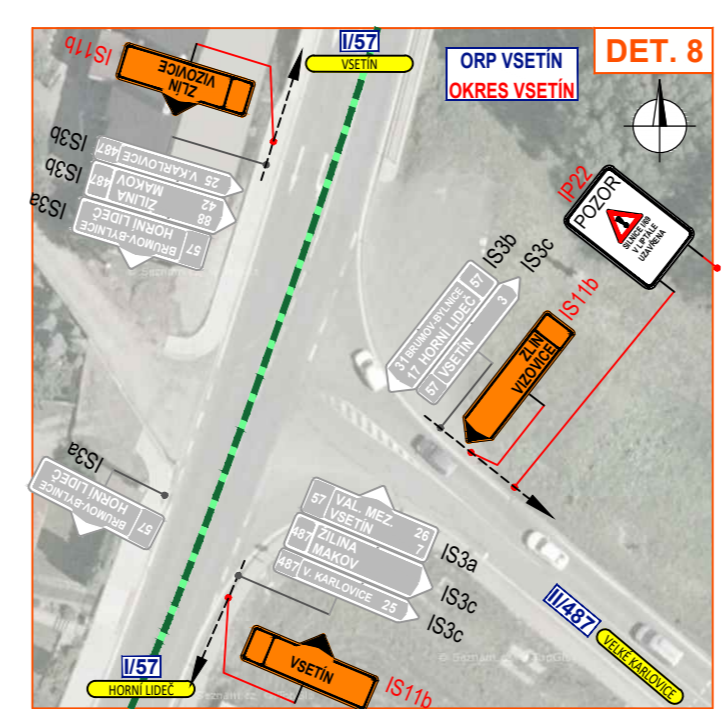 DET. 8
I/57
VSETÍN
ORP VSETÍN
OKRES VSETÍN
IS11b
ZLÍN
VIZOVICE
IS3b
25 V.KARLOVICE 487
IS3b
88 ŽILINA
42 MAKOV 487
IS3a
BRUMOV-BYLNICE
HORNÍ LIDEČ 57
IP22
POZOR
SILNICE I/69
V LIPTÁLE
UZAVŘENA
IS3b
IS3c
31 BRUMOV-BYLNICE
17 HORNÍ LIDEČ 57
57 VSETÍN 3
IS11b
ZLÍN
VIZOVICE
IS3a
BRUMOV-BYLNICE
HORNÍ LIDEČ 57
57 VAL. MEZ. 26
VSETÍN 7
IS3a
487 ŽILINA
MAKOV
IS3c
487 V. KARLOVICE 25
IS3c
II/487
VELKÉ KARLOVICE
I/57
HORNÍ LIDEČ
VSETÍN
IS11b